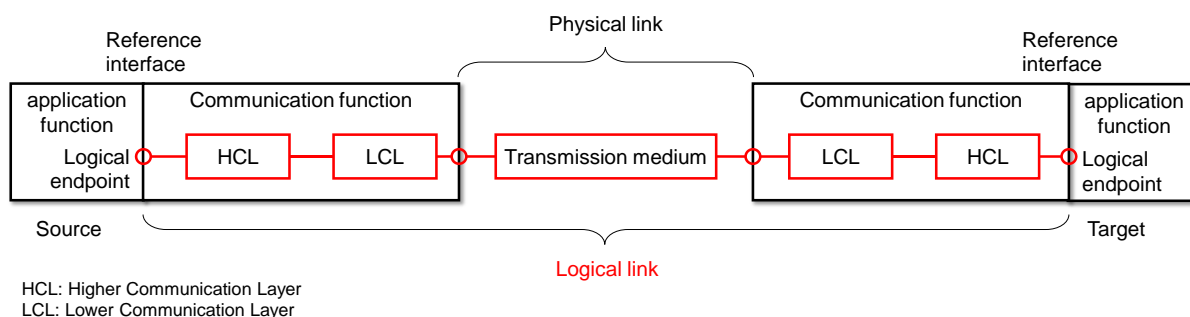 Physical link
Reference
interface
Reference
interface
application
function
Communication function
Communication function
application
function
Logical
endpoint
HCL
LCL
Transmission medium
LCL
HCL
Logical
endpoint
Source
Target
Logical link
HCL: Higher Communication Layer
LCL: Lower Communication Layer